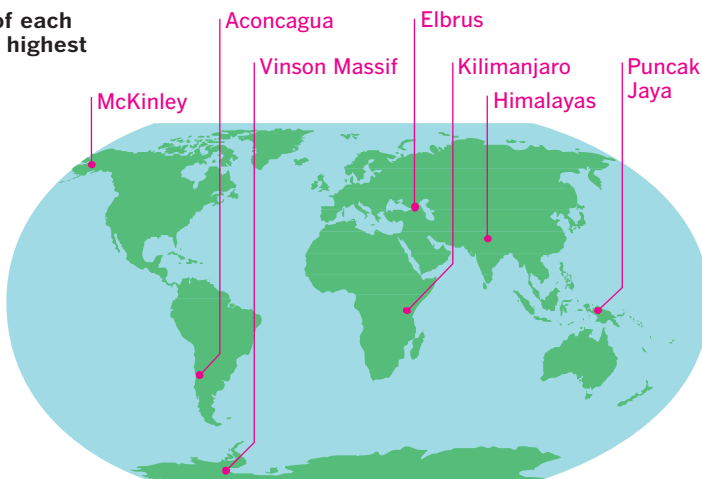 of each
highest
Aconcagua
Elbrus
Vinson Massif
Kilimanjaro
Puncak
Jaya
McKinley
Himalayas